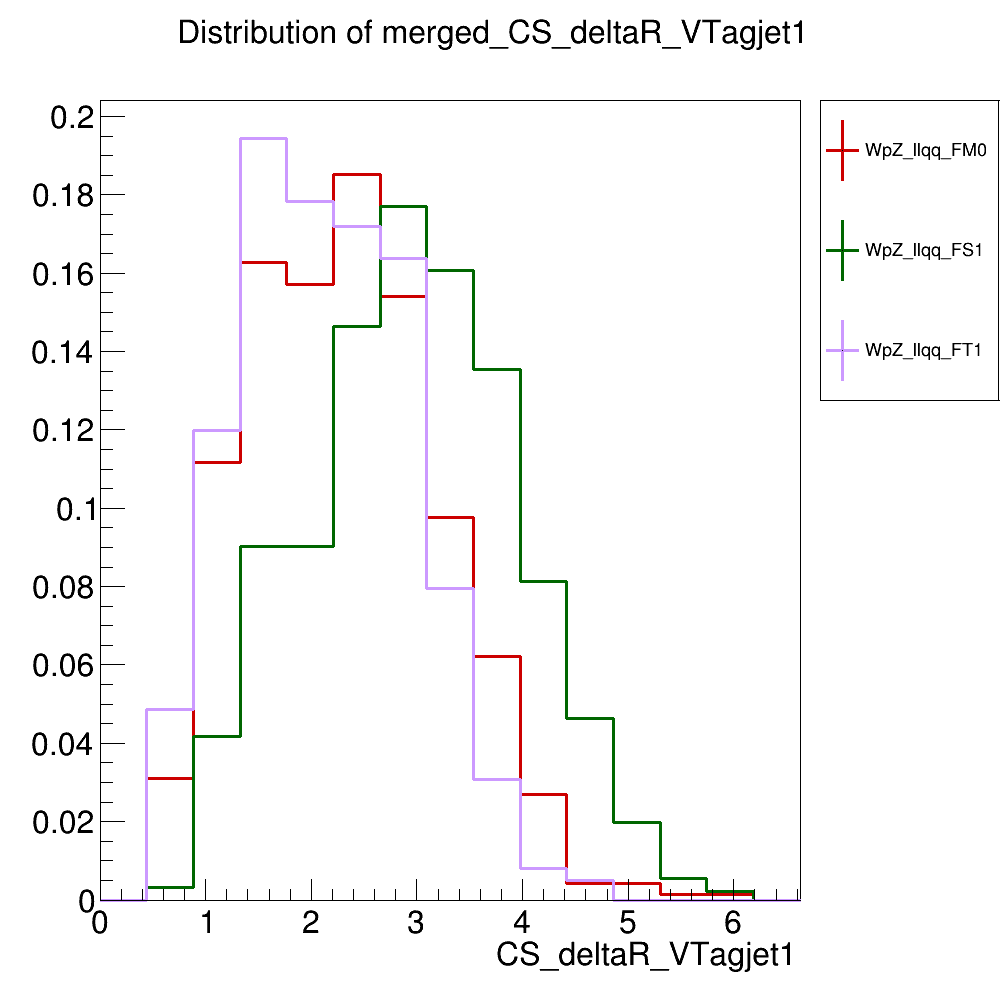 Distribution of merged_CS_deltaR_VTagjet1
0.2
0.18
0.16
0.14
0.12
0.1
0.08
0.06
0.04
0.02
0
0 1 2 3 4 5 6
CS_deltaR_VTagjet1
WpZ_llqq_FM0
WpZ_llqq_FS1
WpZ_llqq_FT1